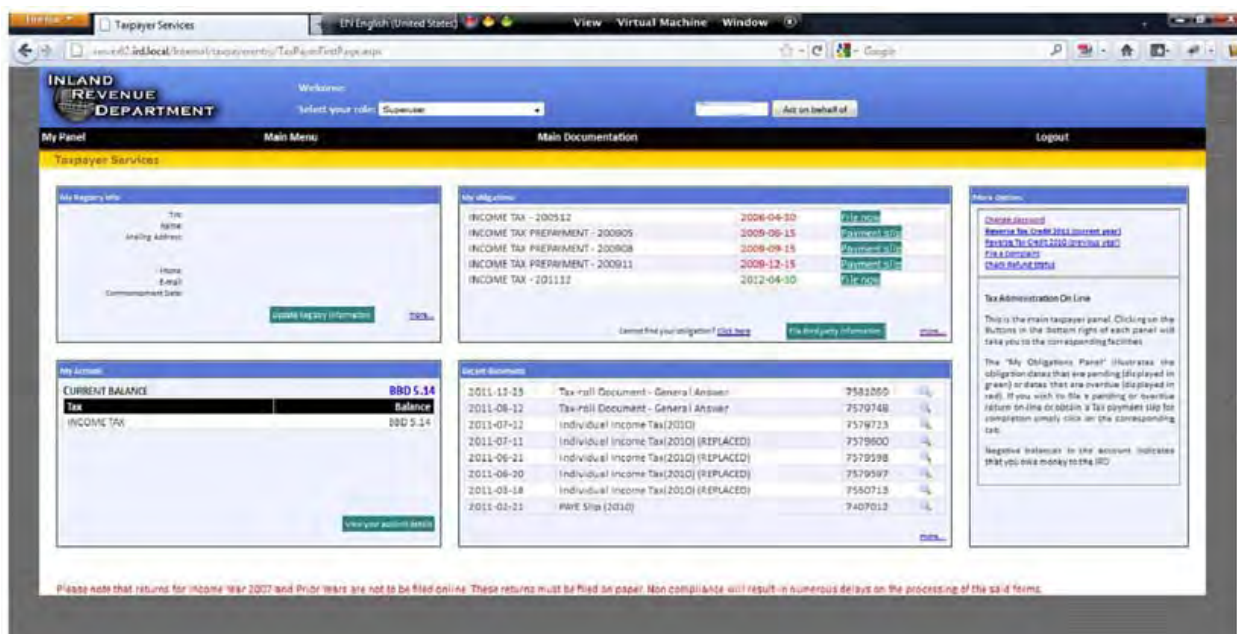 Taxpayer Services
EN English (United States)
View Virtual Machine Window
Google
INLAND
REVENUE
DEPARTMENT
Welcome:
Select your role: Superuser
Act on behalf of
My Panel Main Menu Main Documentation Logout
Taxpayer Services
My Registry Info
TIN:
Name:
Mailing Address:
Phone:
E-mail:
Commencement Date:
Update Registry Information more...
My obligations
INCOME TAX - 200512 2006-04-30 File now
INCOME TAX PREPAYMENT - 200905 2009-06-15 Payment slip
INCOME TAX PREPAYMENT - 200908 2009-09-15 Payment slip
INCOME TAX PREPAYMENT - 200911 2009-12-15 Payment slip
INCOME TAX - 201112 2012-04-30 File now
Cannot find your obligation? Click here File third party information more...
More Options
Change password
Reverse Tax Credit 2011 (current year)
Reverse Tax Credit 2010 (previous year)
File a complaint
Check Refund Status
Tax Administration On Line
This is the main taxpayer panel. Clicking on the
Buttons in the bottom right of each panel will
take you to the corresponding facilities
The "My Obligations Panel" illustrates the
obligation dates that are pending (displayed in
green) or dates that are overdue (displayed in
red). If you wish to file a pending or overdue
return on-line or obtain a Tax payment slip for
completion simply click on the corresponding
tab.
Negative balances in the account indicates
that you owe money to the IRD
My Account
CURRENT BALANCE BBD 5.14
Tax Balance
INCOME TAX BBD 5.14
View your account details
Recent documents
2011-12-23 Tax-roll Document - General Answer
2011-08-12 Tax-roll Document - General Answer 7579748
2011-07-12 Individual Income Tax(2010) 7579723
2011-07-11 Individual Income Tax(2010) (REPLACED) 7579600
2011-06-21 Individual Income Tax(2010) (REPLACED) 7579598
2011-06-20 Individual Income Tax(2010) (REPLACED) 7579597
2011-03-18 Individual Income Tax(2010) (REPLACED) 7550713
2011-02-21 PAYE Slip (2010) 7407012
more...
Please note that returns for Income Year 2007 and Prior Years are not to be filed online. These returns must be filed on paper. Non compliance will result in numerous delays on the processing of the said forms.